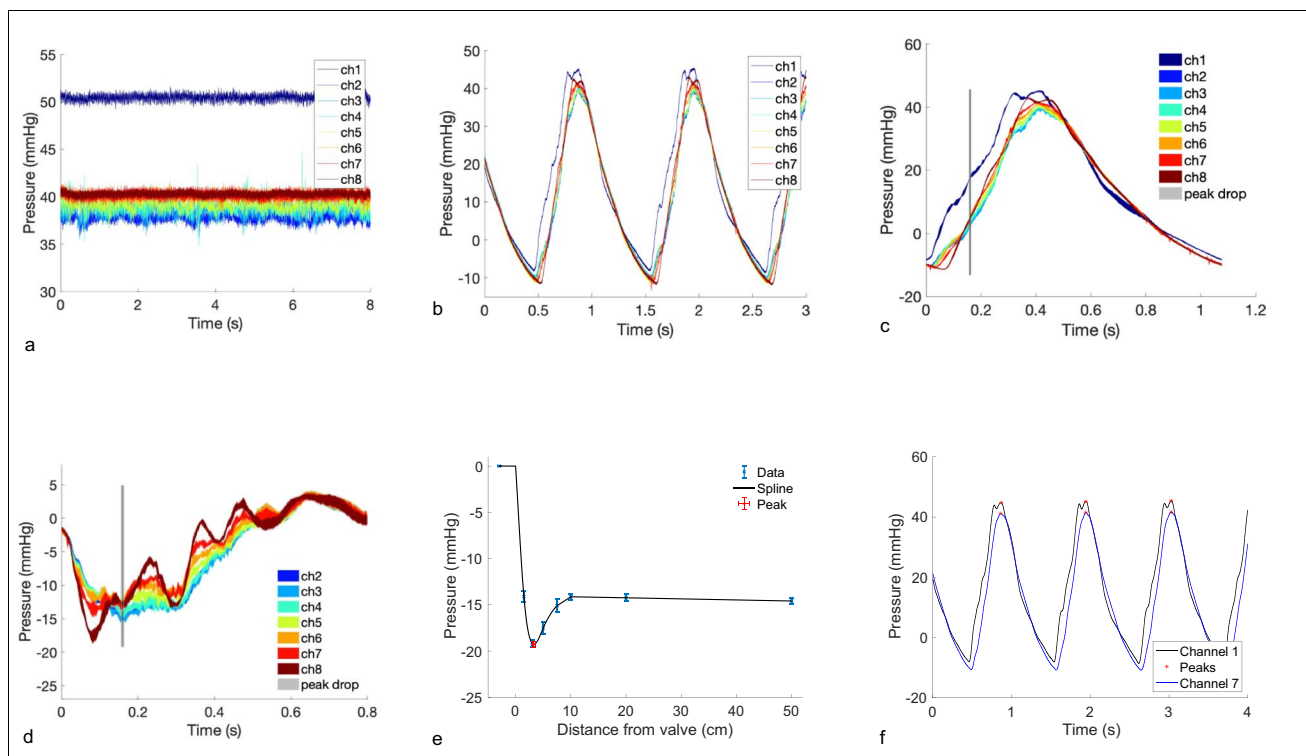 55
50
45
40
35
30
Pressure (mmHg)
0 2 4 6 8
Time (s)
ch1
ch2
ch3
ch4
ch5
ch6
ch7
ch8
a
50
40
30
20
10
0
-10
Pressure (mmHg)
0 0.5 1 1.5 2 2.5 3
Time (s)
ch1
ch2
ch3
ch4
ch5
ch6
ch7
ch8
b
60
40
20
0
-20
Pressure (mmHg)
0 0.2 0.4 0.6 0.8 1 1.2
Time (s)
ch1
ch2
ch3
ch4
ch5
ch6
ch7
ch8
peak drop
c
5
0
-5
-10
-15
-20
-25
Pressure (mmHg)
0 0.2 0.4 0.6 0.8
Time (s)
ch2
ch3
ch4
ch5
ch6
ch7
ch8
peak drop
d
0
-5
-10
-15
-20
-25
Pressure (mmHg)
0 10 20 30 40 50
Distance from valve (cm)
Data
Spline
Peak
e
60
40
20
0
-20
Pressure (mmHg)
0 1 2 3 4
Time (s)
Channel 1
Peaks
Channel 7
f